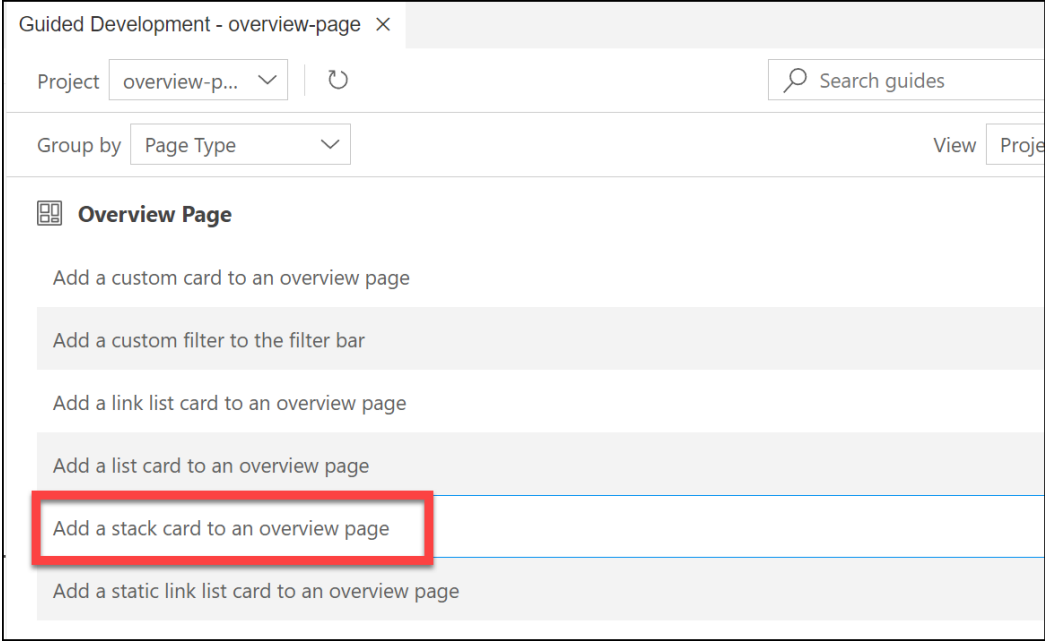 Guided Development - overview-page
Project overview-p... Search guides
Group by Page Type View Proje
Overview Page
Add a custom card to an overview page
Add a custom filter to the filter bar
Add a link list card to an overview page
Add a list card to an overview page
Add a stack card to an overview page
Add a static link list card to an overview page